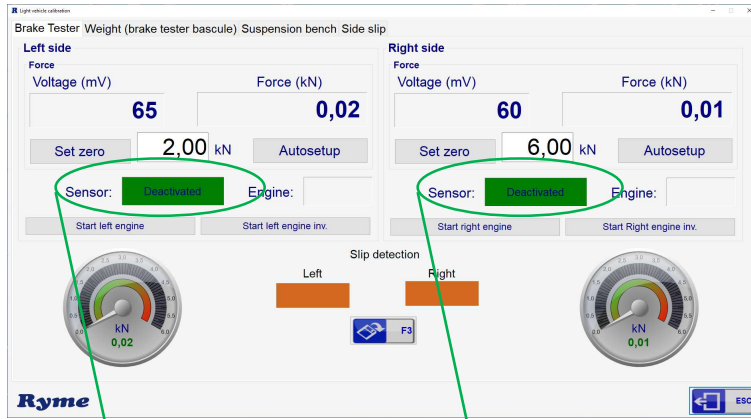 Light vehicle calibration
Brake Tester Weight (brake tester bascule) Suspension bench Side slip
Left side
Force
Voltage (mV) Force (kN)
65 0,02
Set zero 2,00 kN Autosetup
Sensor: Deactivated Engine:
Start left engine Start left engine inv.
Right side
Force
Voltage (mV) Force (kN)
60 0,01
Set zero 6,00 kN Autosetup
Sensor: Deactivated Engine:
Start right engine Start Right engine inv.
Slip detection
Left Right
F3
kN
0,02
kN
0,01
Ryme
ESC